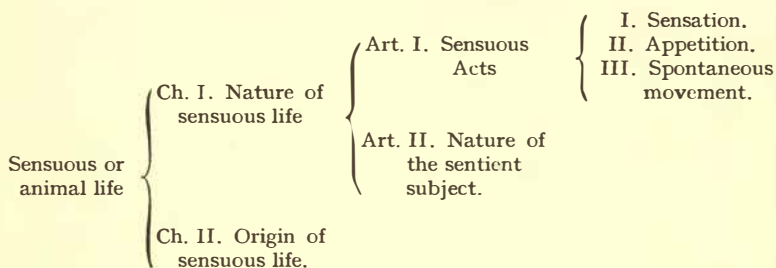 Sensuous or
animal life
Ch. I. Nature of
sensuous life
Art. I. Sensuous
Acts
I. Sensation.
II. Appetition.
III. Spontaneous
movement.
Art. II. Nature of
the sentient
subject.
Ch. II. Origin of
sensuous life.